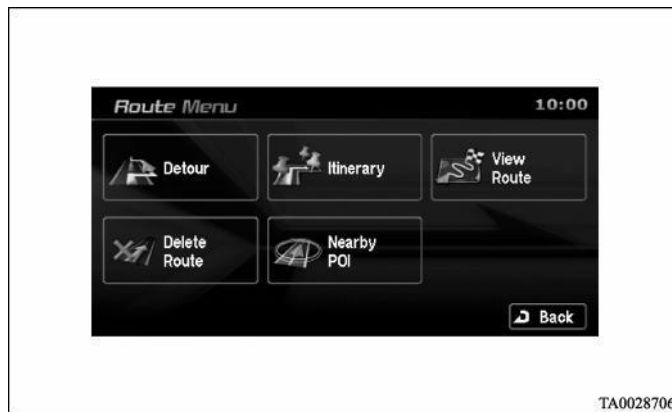 Route Menu 10:00
Detour
Itinerary
View
Route
Delete
Route
Nearby
POI
Back
TA0028706